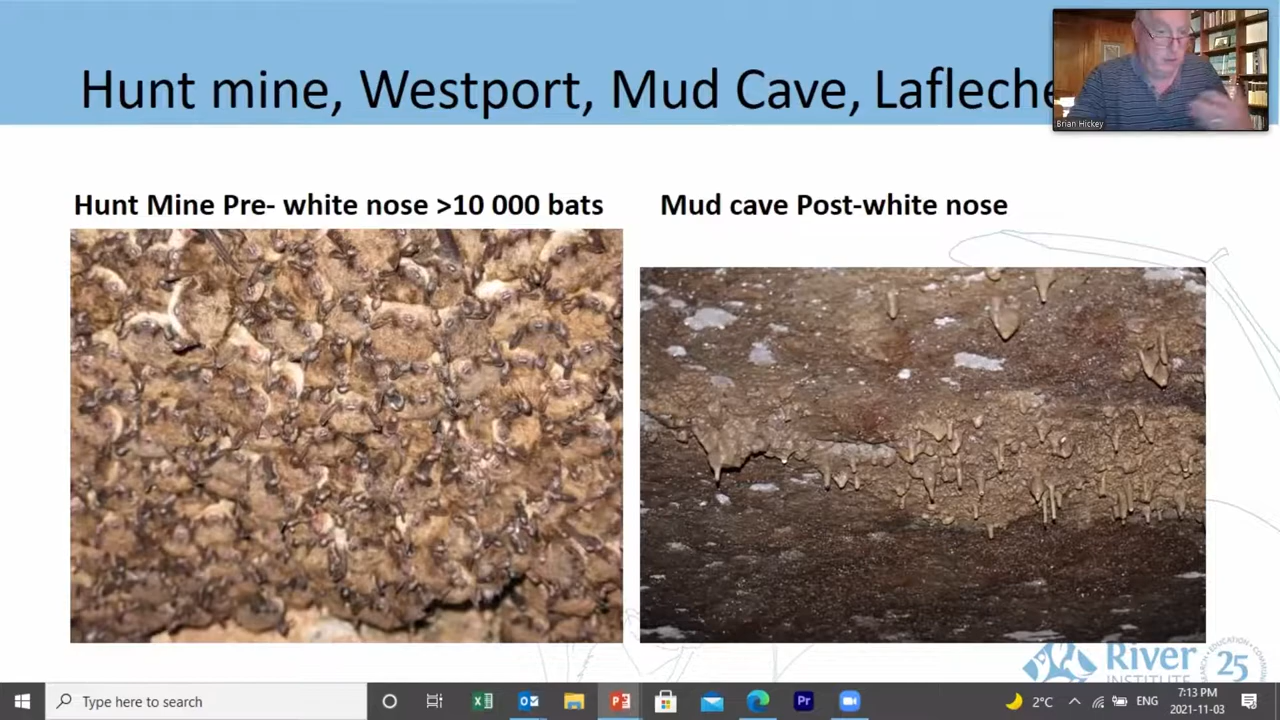 Hunt mine, Westport, Mud Cave, Lafleche
Brian Hickey
Hunt Mine Pre- white nose >10 000 bats
Mud cave Post-white nose
River
INSTITUTE
25
Type here to search
2°C
ENG
7:13 PM
2021-11-03